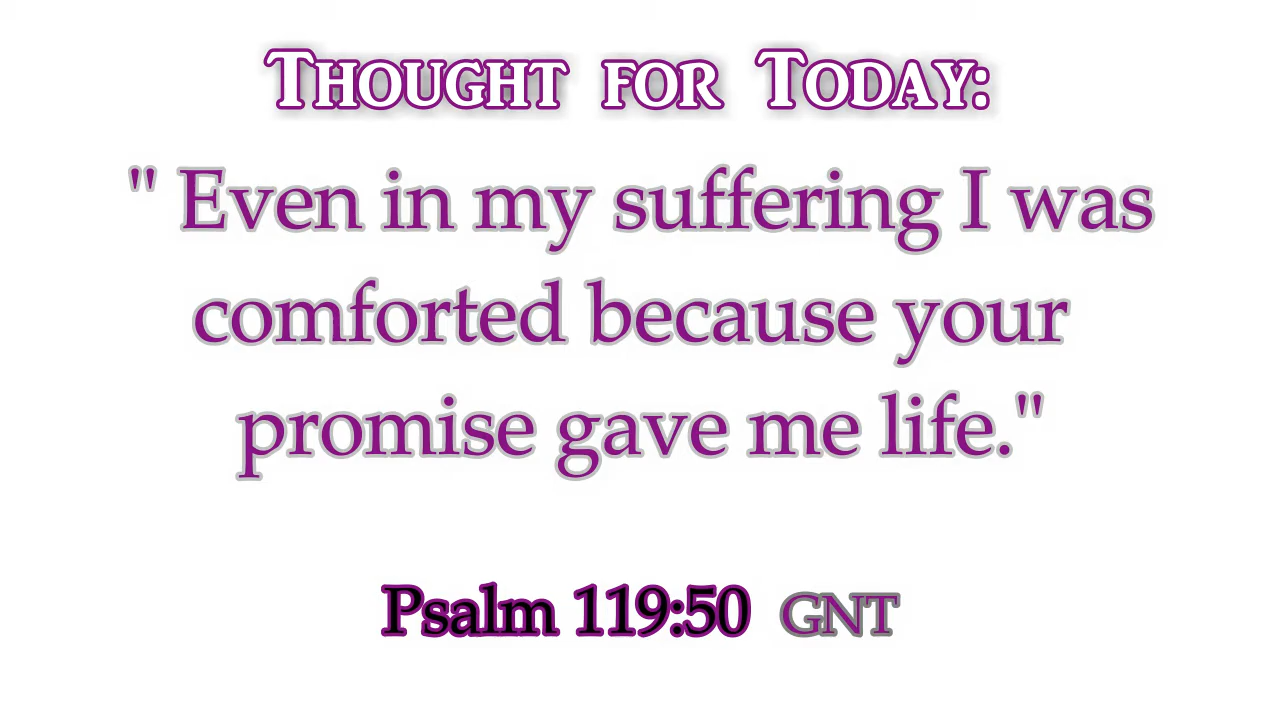 Thought for Today:
" Even in my suffering I was
comforted because your
promise gave me life."
Psalm 119:50 GNT